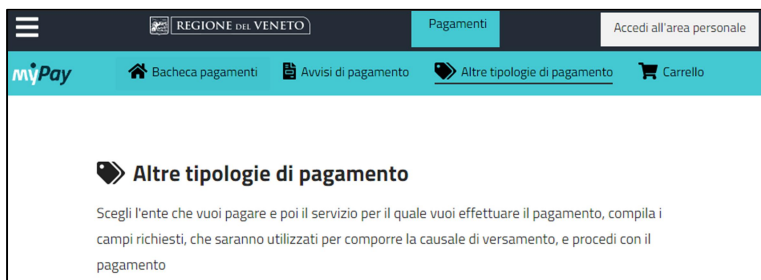 REGIONE DEL VENETO
Pagamenti
Accedi all'area personale
myPay
Bacheca pagamenti
Avvisi di pagamento
Altre tipologie di pagamento
Carrello
Altre tipologie di pagamento
Scegli l'ente che vuoi pagare e poi il servizio per il quale vuoi effettuare il pagamento, compila i
campi richiesti, che saranno utilizzati per comporre la causale di versamento, e procedi con il
pagamento